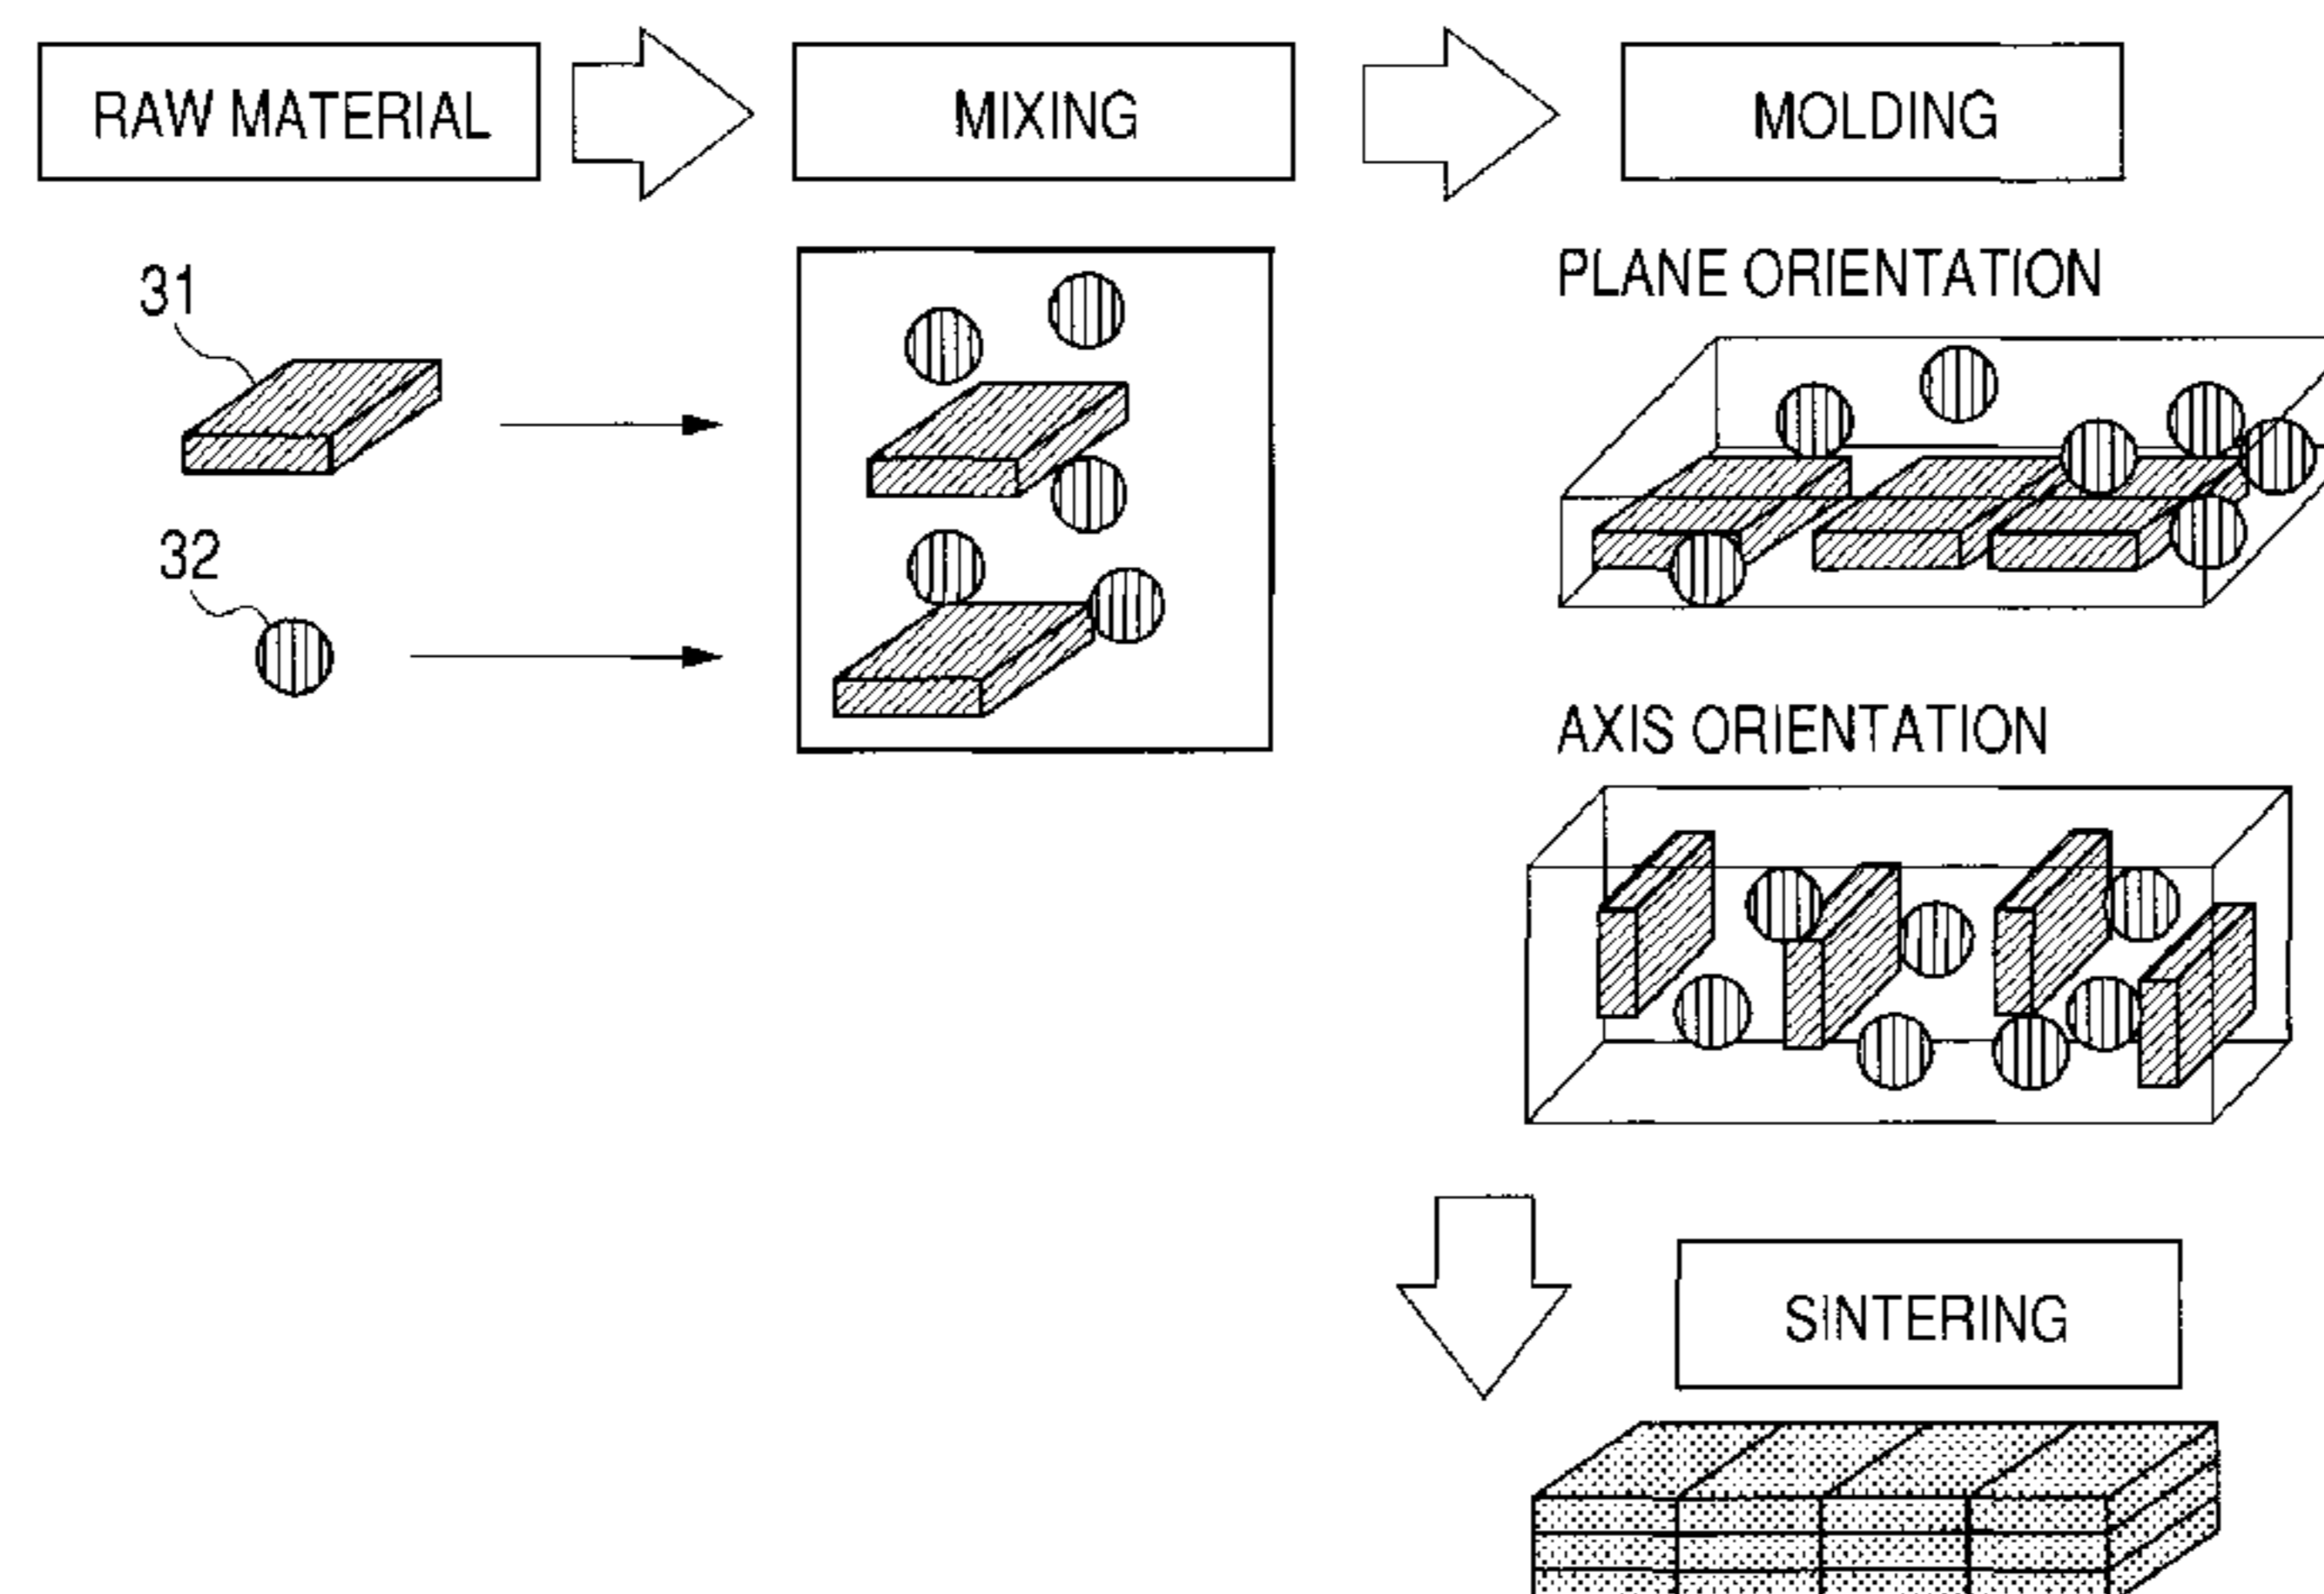 RAW MATERIAL
MIXING
MOLDING
31
32
PLANE ORIENTATION
AXIS ORIENTATION
SINTERING